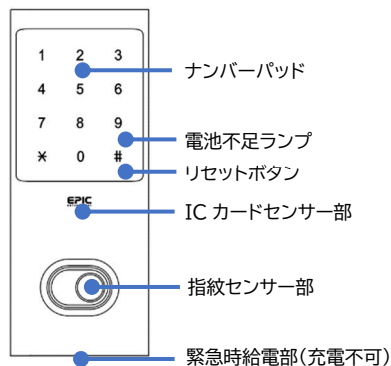 1 2 3
4 5 6
7 8 9
* 0 #
EPIC
ナンバーパッド
電池不足ランプ
リセットボタン
IC カードセンサー部
指紋センサー部
緊急時給電部(充電不可)